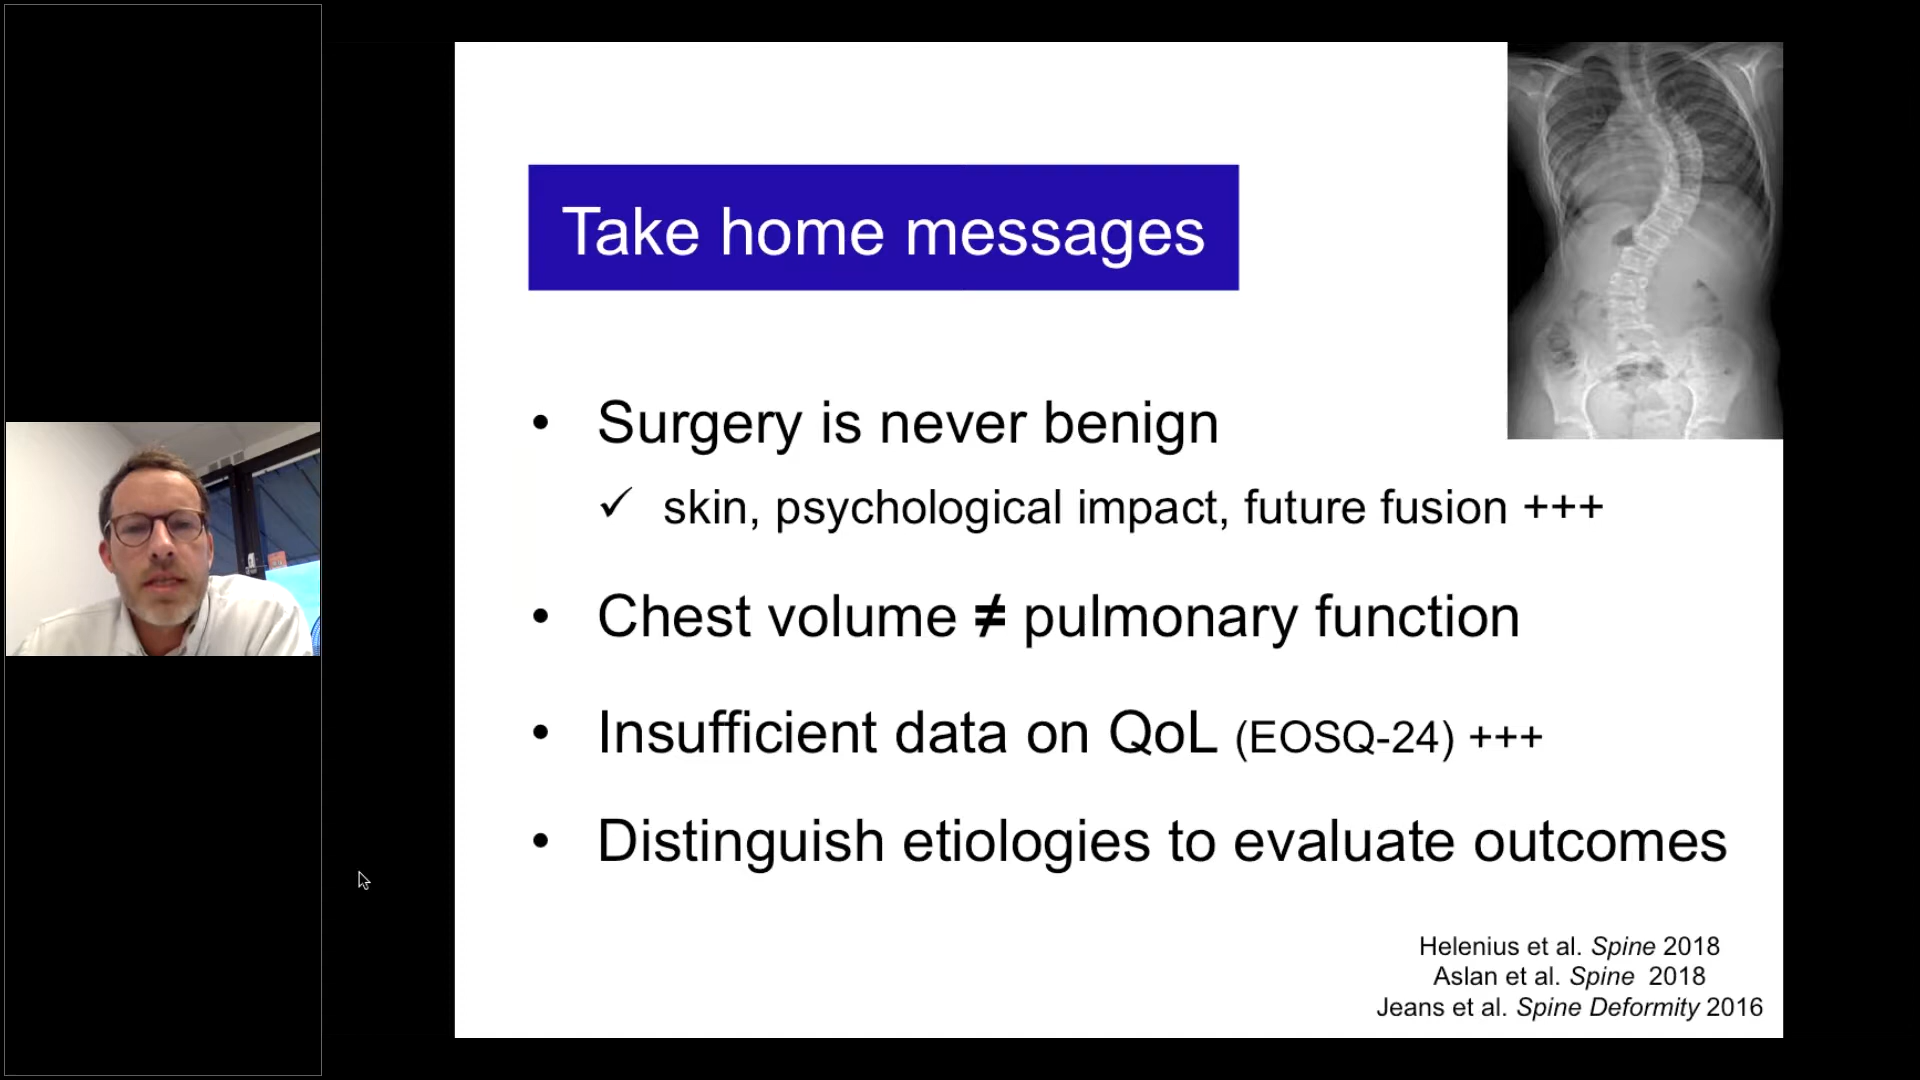 Take home messages
• Surgery is never benign
✓ skin, psychological impact, future fusion +++
• Chest volume ≠ pulmonary function
• Insufficient data on QoL (EOSQ-24) +++
• Distinguish etiologies to evaluate outcomes
Helenius et al. Spine 2018
Aslan et al. Spine 2018
Jeans et al. Spine Deformity 2016